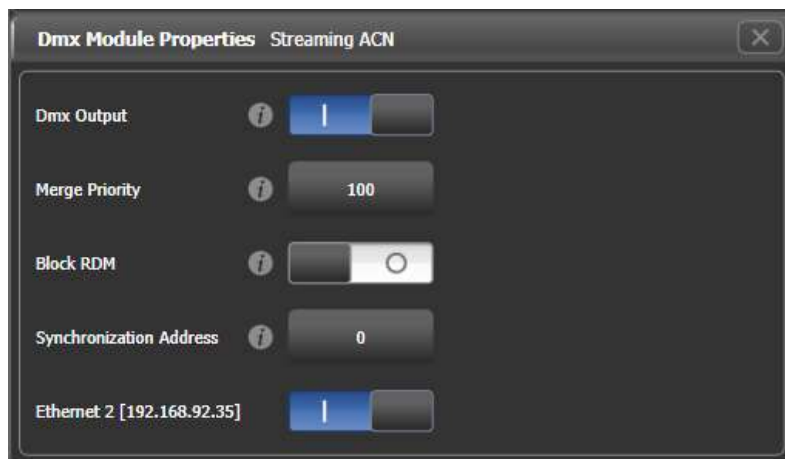 Dmx Module Properties Streaming ACN
Dmx Output
Merge Priority 100
Block RDM
Synchronization Address 0
Ethernet 2 [192.168.92.35]